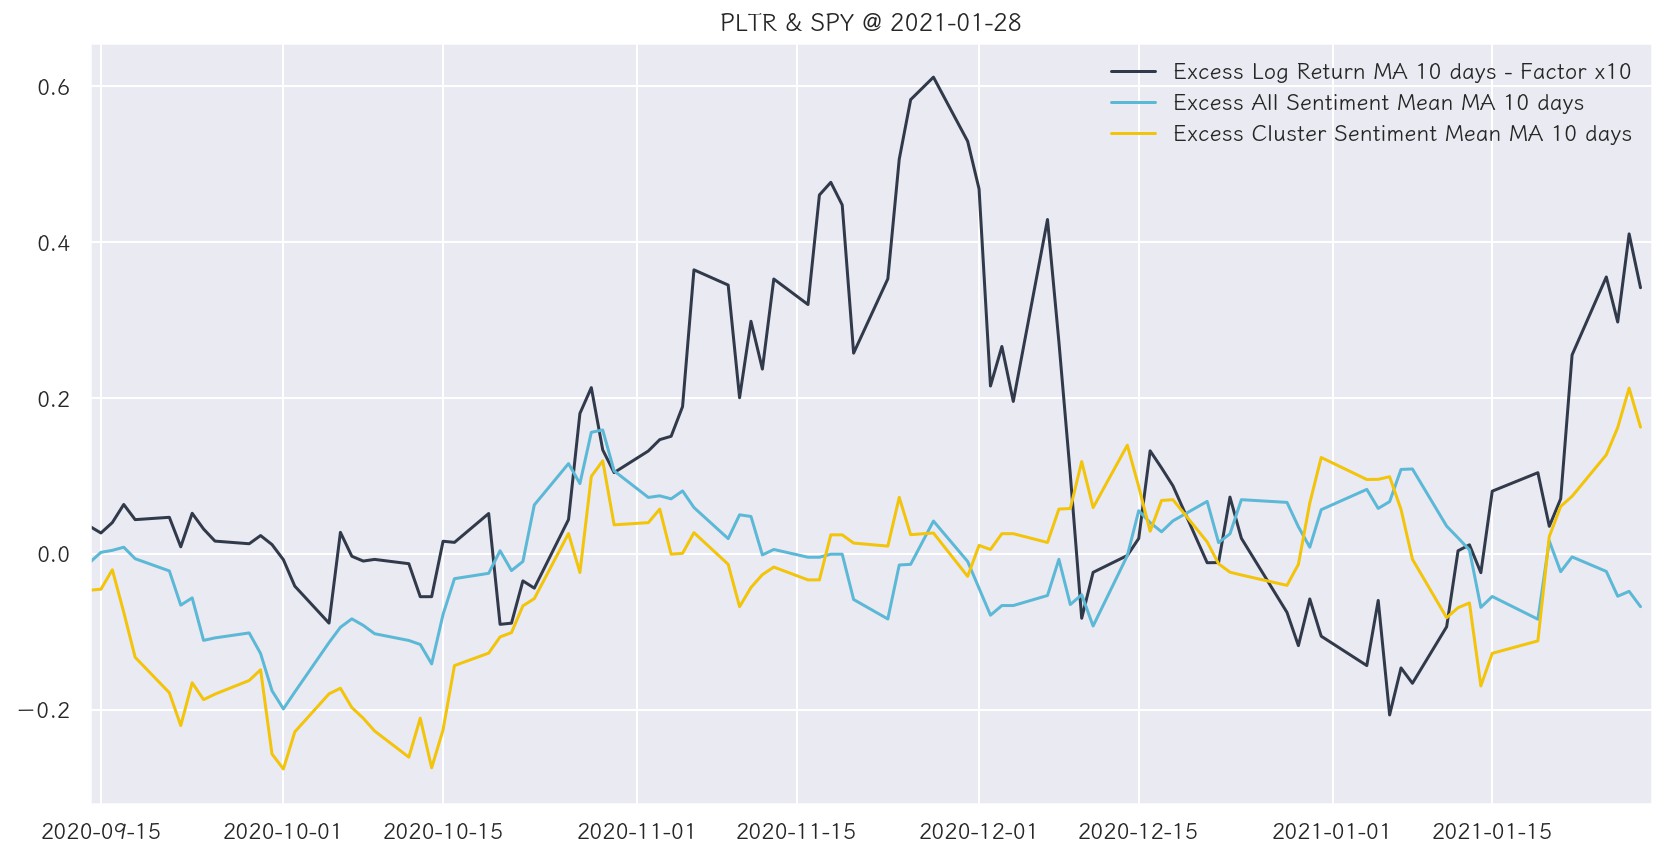 PLTR & SPY @ 2021-01-28
Excess Log Return MA 10 days - Factor x10
Excess All Sentiment Mean MA 10 days
Excess Cluster Sentiment Mean MA 10 days
0.6
0.4
0.2
0.0
−0.2
2020-09-15 2020-10-01 2020-10-15 2020-11-01 2020-11-15 2020-12-01 2020-12-15 2021-01-01 2021-01-15